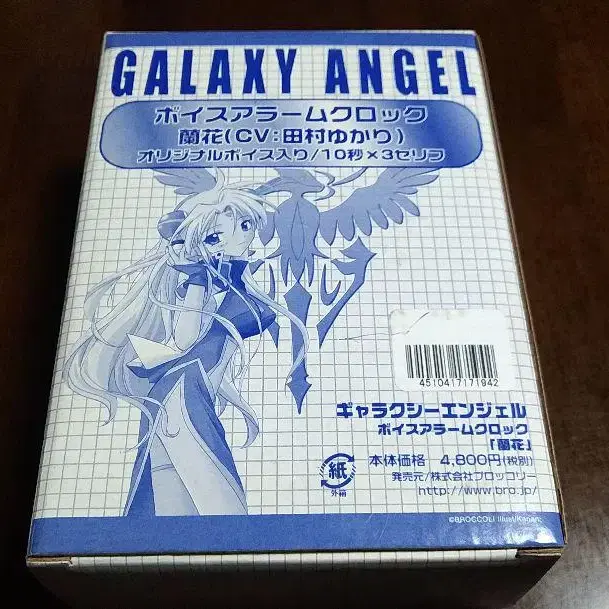 GALAXY ANGEL
ボイスアラームクロック
蘭花(CV:田村ゆかり)
オリジナルボイス入り/10秒×3セリフ
4510417171942
ギャラクシーエンジェル
ボイスアラームクロック
「蘭花」
本体価格 4,800円(税別)
発売元/株式会社ブロッコリー
http://www.bro.jp/
紙
外箱
©BROCCOLI Illust/Kanan